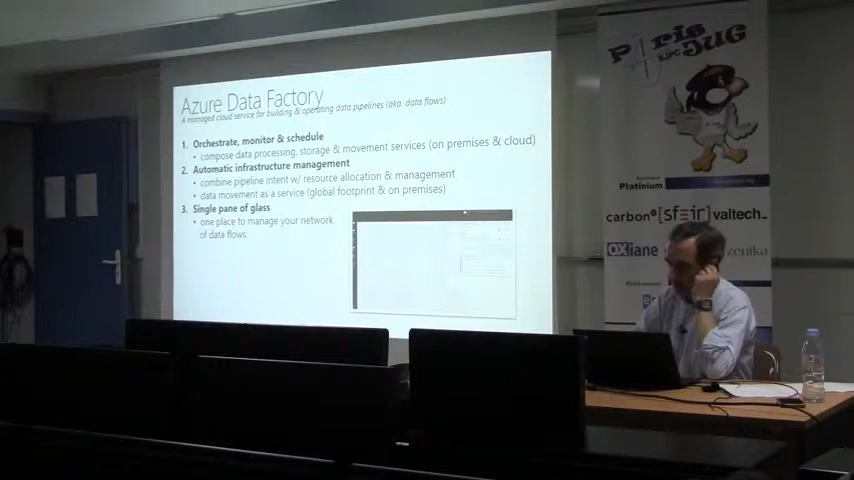 Azure Data Factory
A managed cloud service for building & operating data pipelines (aka. data flows)
1. Orchestrate, monitor & schedule
• compose data processing, storage & movement services (on premises & cloud)
2. Automatic infrastructure management
• combine pipeline intent w/ resource allocation & management
• data movement as a service (global footprint & on premises)
3. Single pane of glass
• one place to manage your network
of data flows
Paris
JUG
Platinium
carbon [sfeir] valtech_
OXiane
zenika